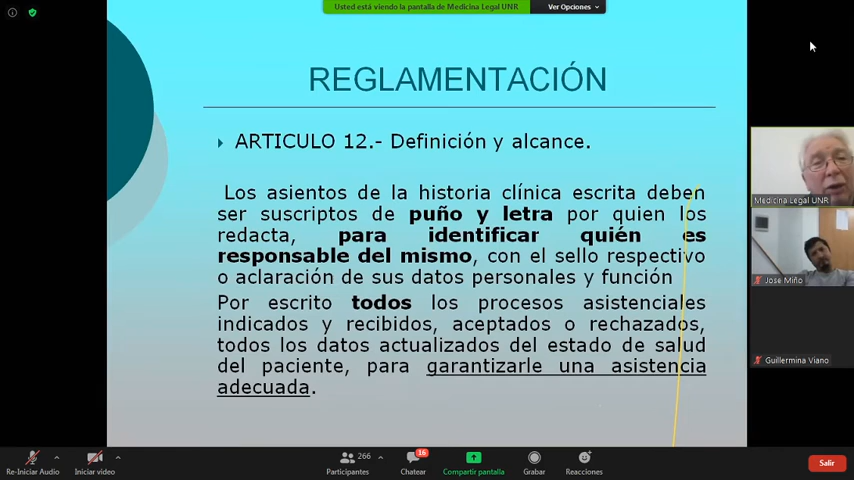 Usted está viendo la pantalla de Medicina Legal UNR
Ver Opciones
REGLAMENTACIÓN
ARTICULO 12.- Definición y alcance.
Los asientos de la historia clínica escrita deben
ser suscriptos de puño y letra por quien los
redacta, para identificar quién es
responsable del mismo, con el sello respectivo
o aclaración de sus datos personales y función
Por escrito todos los procesos asistenciales
indicados y recibidos, aceptados o rechazados,
todos los datos actualizados del estado de salud
del paciente, para garantizarle una asistencia
adecuada.
Medicina Legal UNR
Jose Miño
Guillermina Viano
Re-Iniciar Audio
Iniciar video
266
Participantes
16
Chatear
Compartir pantalla
Grabar
Reacciones
Salir